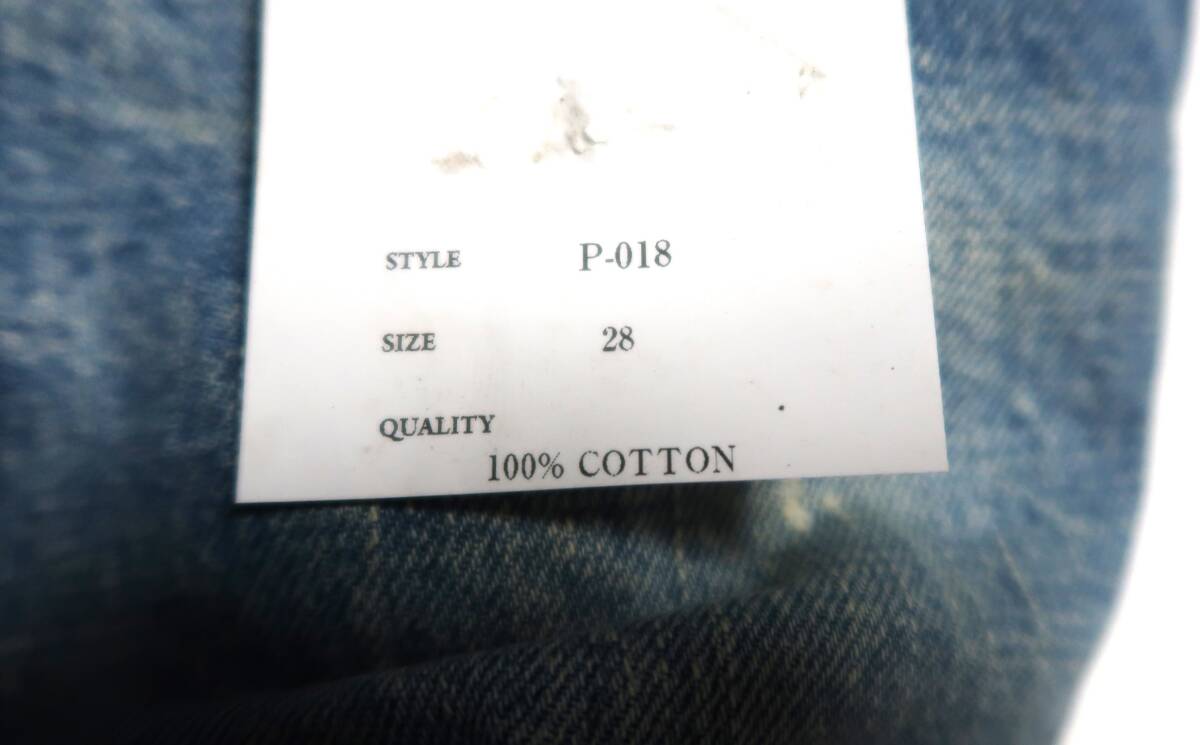 STYLE P-018
SIZE 28
QUALITY
100% COTTON